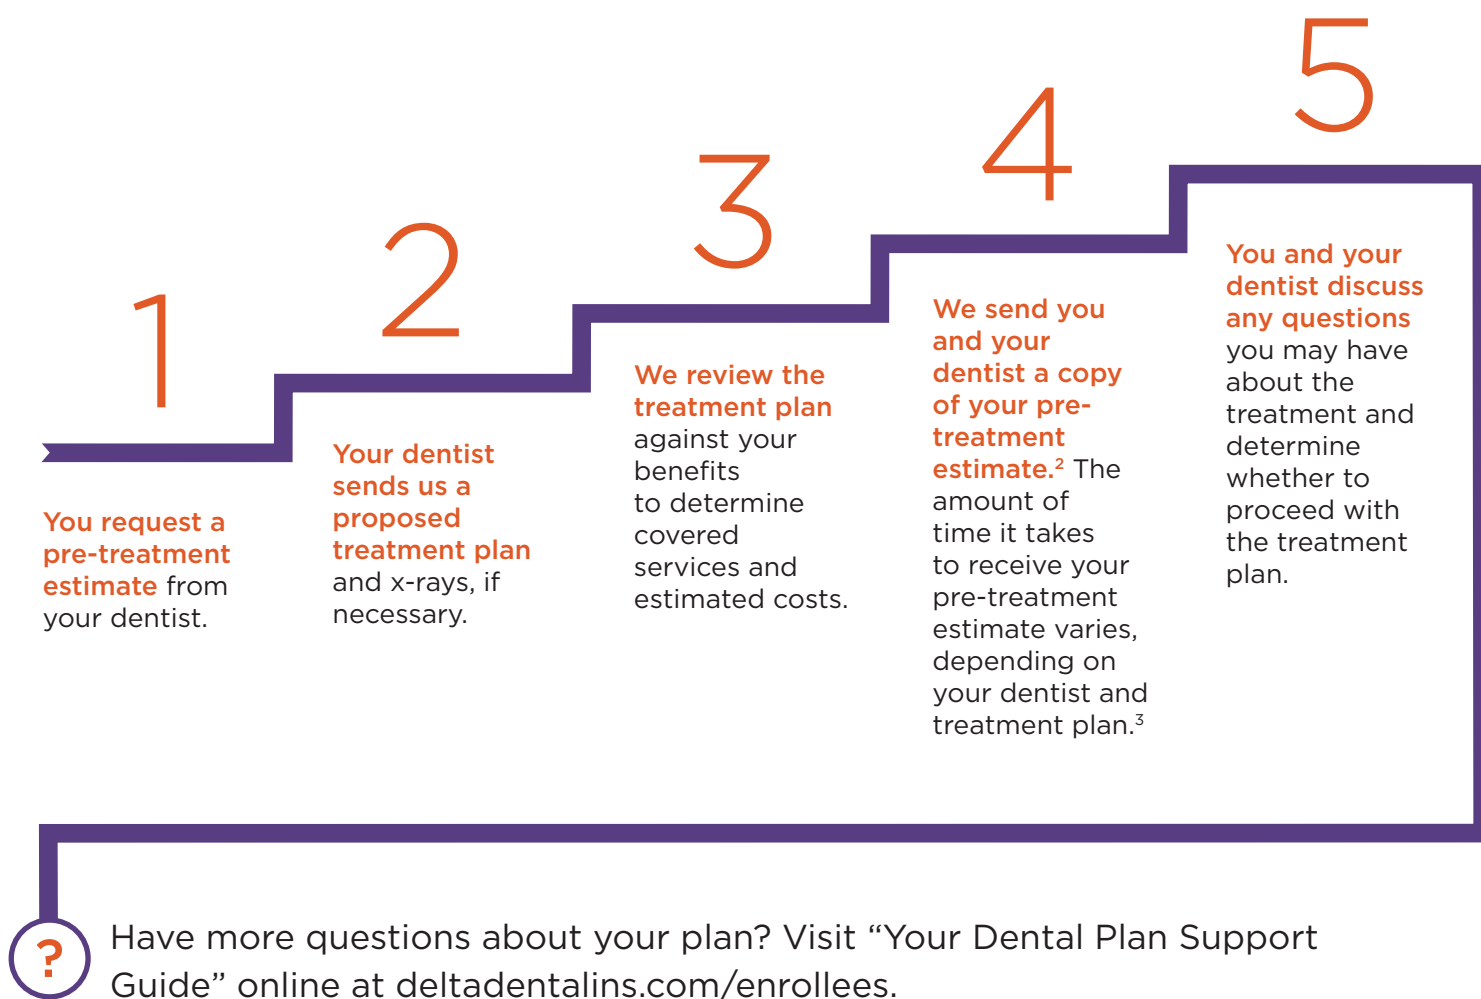 1
You request a
pre-treatment
estimate from
your dentist.
2
Your dentist
sends us a
proposed
treatment plan
and x-rays, if
necessary.
3
We review the
treatment plan
against your
benefits
to determine
covered
services and
estimated costs.
4
We send you
and your
dentist a copy
of your pre-
treatment
estimate.² The
amount of
time it takes
to receive your
pre-treatment
estimate varies,
depending on
your dentist and
treatment plan.³
5
You and your
dentist discuss
any questions
you may have
about the
treatment and
determine
whether to
proceed with
the treatment
plan.
?
Have more questions about your plan? Visit “Your Dental Plan Support
Guide” online at deltadentalins.com/enrollees.